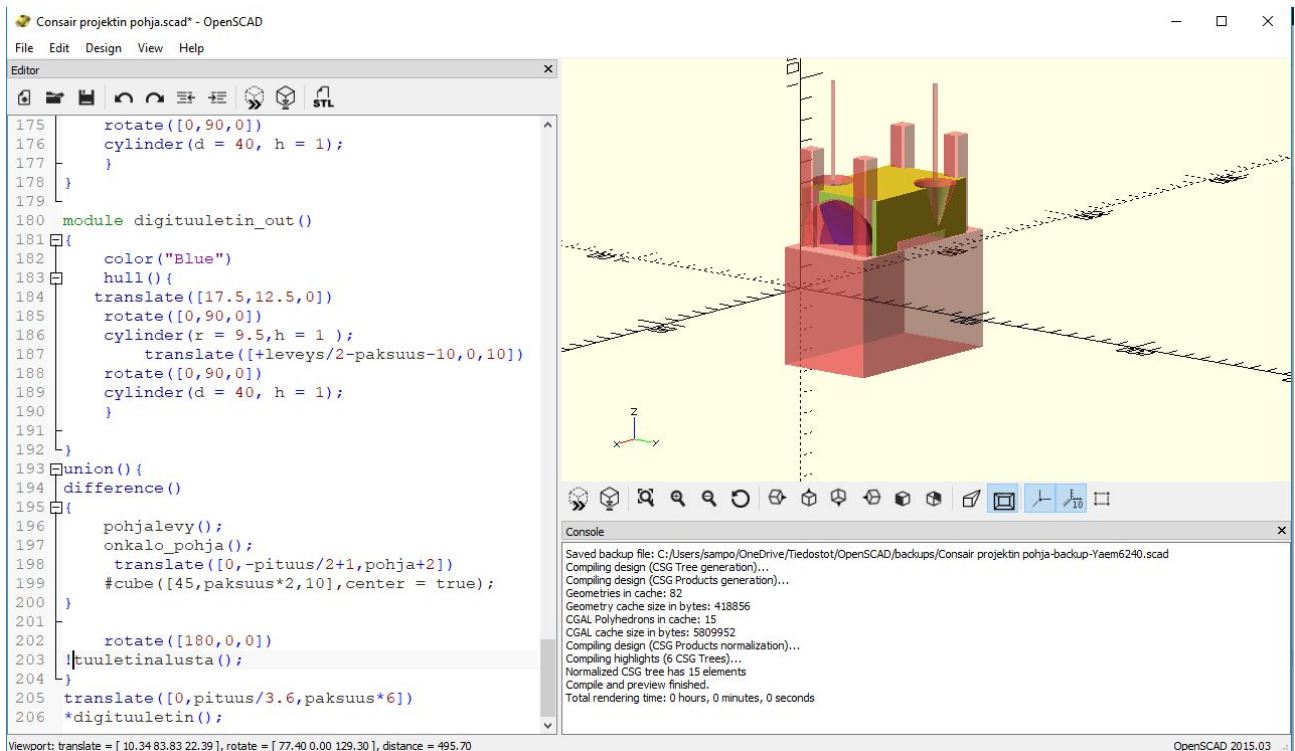 Consair projektin pohja.scad* - OpenSCAD
File Edit Design View Help
Editor
STL
175 rotate([0,90,0])
176 cylinder(d = 40, h = 1);
177 }
178 }
179
180 module digituuletin_out()
181 {
182 color("Blue")
183 hull(){
184 translate([17.5,12.5,0])
185 rotate([0,90,0])
186 cylinder(r = 9.5,h = 1 );
187 translate([+leveys/2-paksuus-10,0,10])
188 rotate([0,90,0])
189 cylinder(d = 40, h = 1);
190 }
191
192 }
193 union(){
194 difference()
195 {
196 pohjalevy();
197 onkalo_pohja();
198 translate([0,-pituus/2+1,pohja+2])
199 #cube([45,paksuus*2,10],center = true);
200 }
201
202 rotate([180,0,0])
203 !tuuletinalusta();
204 }
205 translate([0,pituus/3.6,paksuus*6])
206 *digituuletin();
z
x y
10
Console
Saved backup file: C:/Users/sampo/OneDrive/Tiedostot/OpenSCAD/backups/Consair projektin pohja-backup-Yaem6240.scad
Compiling design (CSG Tree generation)...
Compiling design (CSG Products generation)...
Geometries in cache: 82
Geometry cache size in bytes: 418856
CGAL Polyhedrons in cache: 15
CGAL cache size in bytes: 5809952
Compiling design (CSG Products normalization)...
Compiling highlights (6 CSG Trees)...
Normalized CSG tree has 15 elements
Compile and preview finished.
Total rendering time: 0 hours, 0 minutes, 0 seconds
Viewport: translate = [ 10.34 83.83 22.39 ], rotate = [ 77.40 0.00 129.30 ], distance = 495.70
OpenSCAD 2015.03